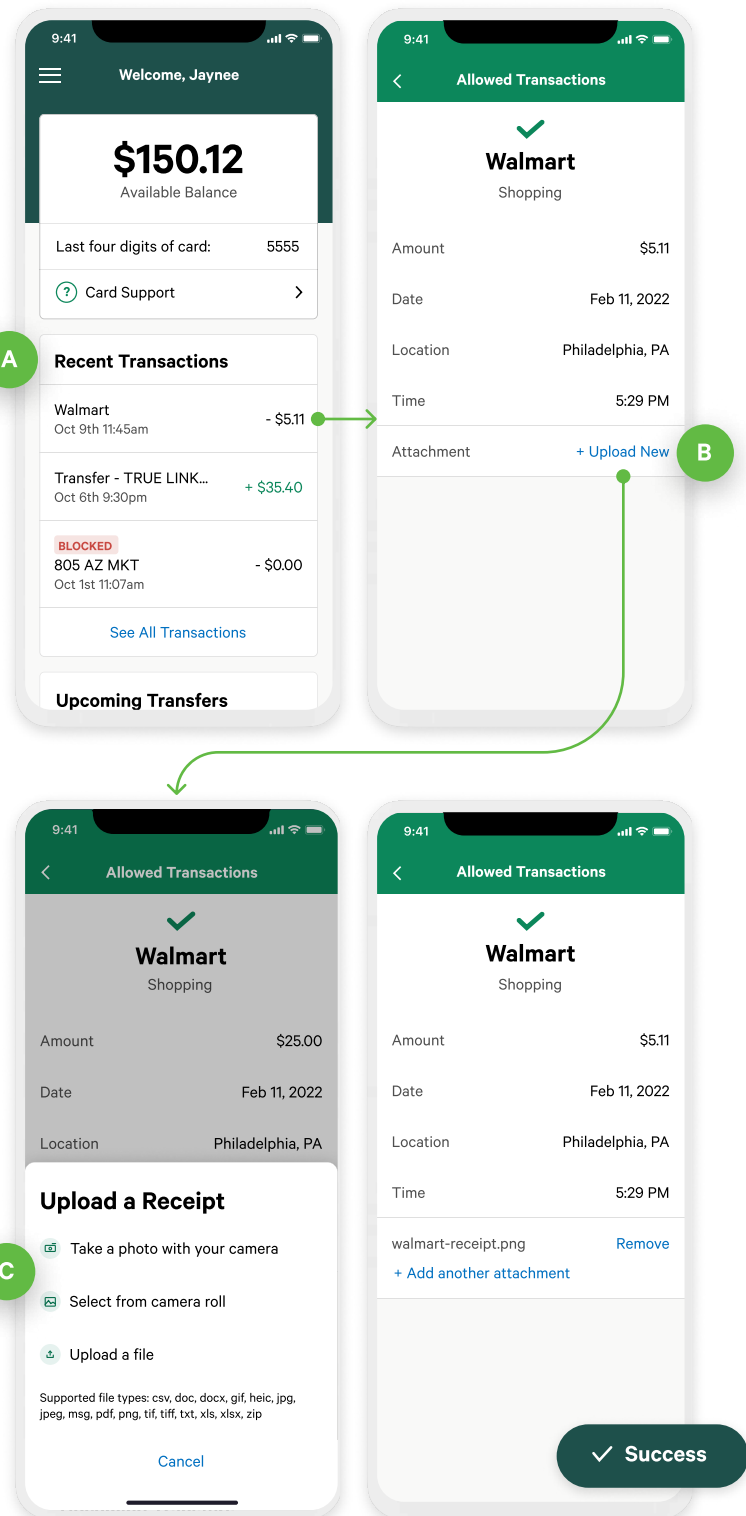 9:41
Welcome, Jaynee
$150.12
Available Balance
Last four digits of card: 5555
? Card Support
A
Recent Transactions
Walmart - $5.11
Oct 9th 11:45am
Transfer - TRUE LINK... + $35.40
Oct 6th 9:30pm
BLOCKED
805 AZ MKT - $0.00
Oct 1st 11:07am
See All Transactions
Upcoming Transfers
9:41
Allowed Transactions
Walmart
Shopping
Amount $5.11
Date Feb 11, 2022
Location Philadelphia, PA
Time 5:29 PM
Attachment + Upload New
B
9:41
Allowed Transactions
Walmart
Shopping
Amount $25.00
Date Feb 11, 2022
Location Philadelphia, PA
Upload a Receipt
C
Take a photo with your camera
Select from camera roll
Upload a file
Supported file types: csv, doc, docx, gif, heic, jpg,
jpeg, msg, pdf, png, tif, tiff, txt, xls, xlsx, zip
Cancel
9:41
Allowed Transactions
Walmart
Shopping
Amount $5.11
Date Feb 11, 2022
Location Philadelphia, PA
Time 5:29 PM
walmart-receipt.png Remove
+ Add another attachment
Success